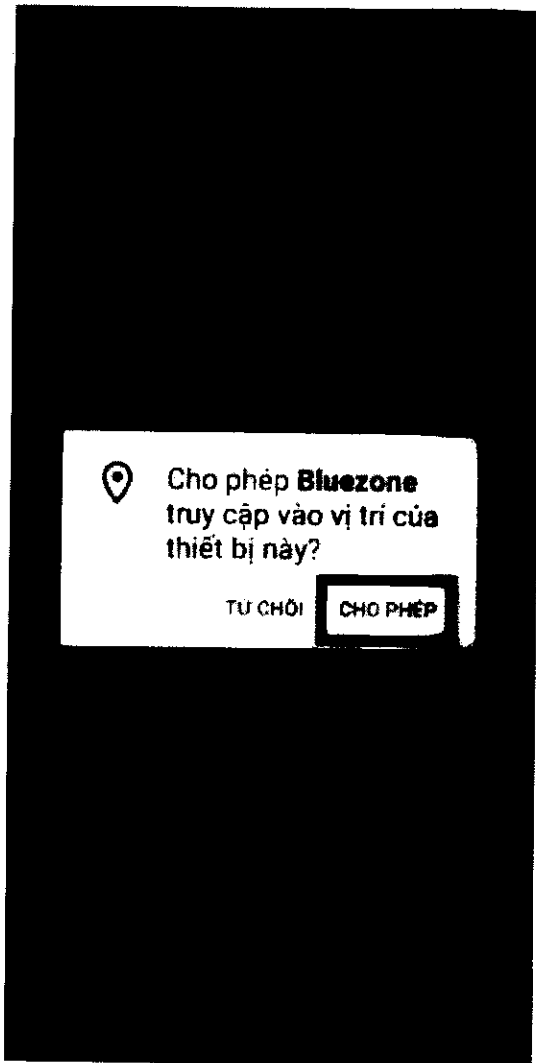 Cho phép Bluezone
truy cập vào vị trí của
thiết bị này?
TỪ CHỐI CHO PHÉP